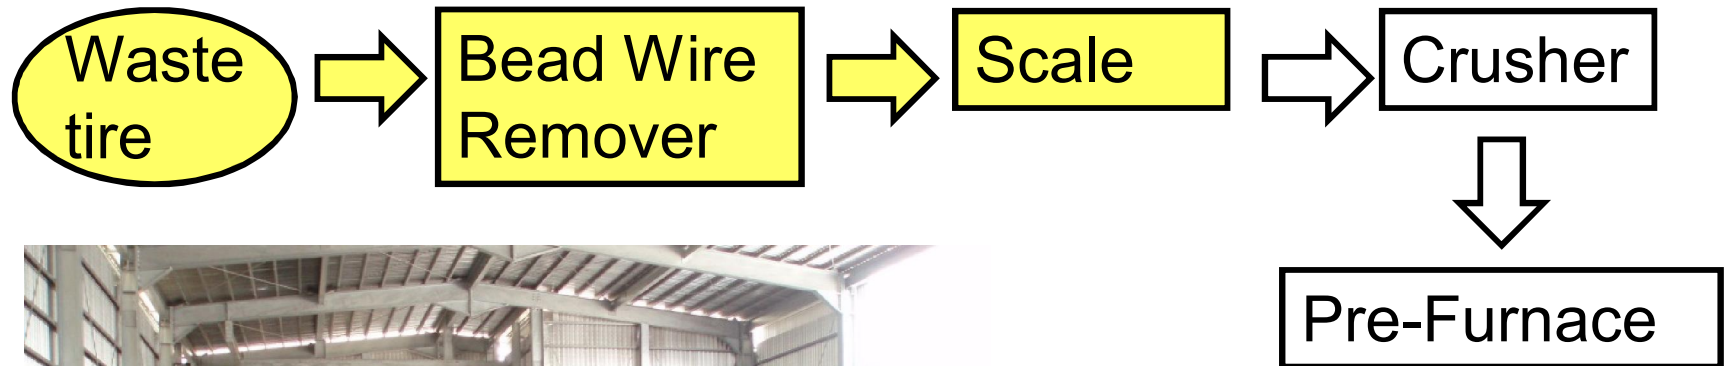 Waste
tire
Bead Wire
Remover
Scale
Crusher
Pre-Furnace